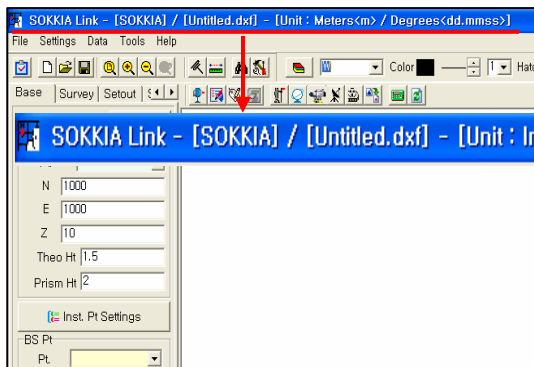 SOKKIA Link - [SOKKIA] / [Untitled.dxf] - [Unit : Meters<m> / Degrees<dd.mmss>]
File Settings Data Tools Help
W Color 1 Hatc
Base Survey Setout
SOKKIA Link - [SOKKIA] / [Untitled.dxf] - [Unit : In
N 1000
E 1000
Z 10
Theo Ht 1.5
Prism Ht 2
Inst. Pt Settings
BS Pt
Pt.